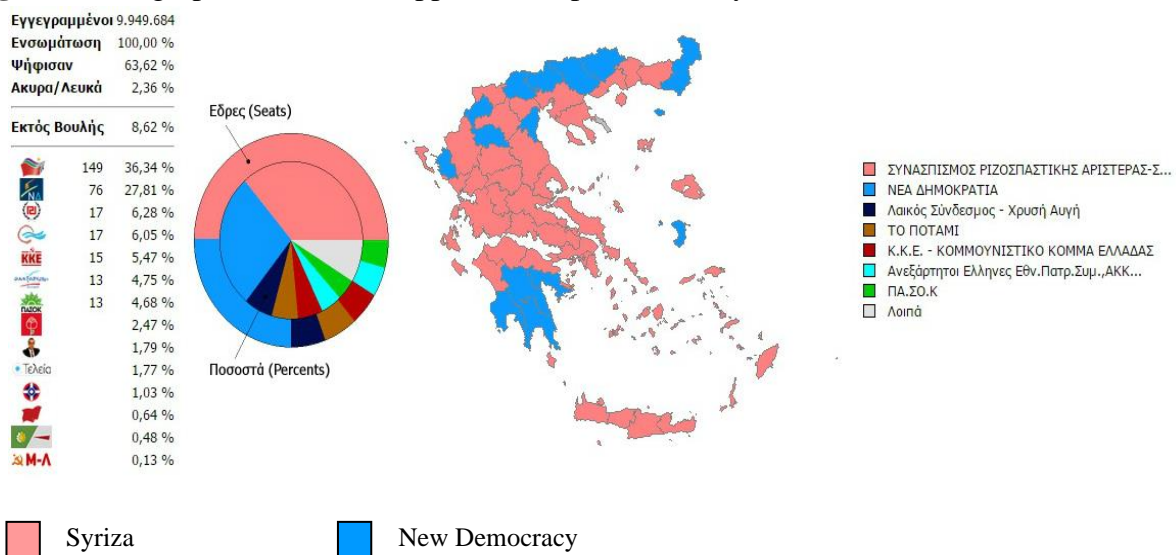 Εγγεγραμμένοι 9.949.684
Ενσωμάτωση 100,00 %
Ψήφισαν 63,62 %
Ακυρα/Λευκά 2,36 %
Εκτός Βουλής 8,62 %
149 36,34 %
ΝΔ 76 27,81 %
17 6,28 %
17 6,05 %
ΚΚΕ 15 5,47 %
13 4,75 %
ΠΑΣΟΚ 13 4,68 %
2,47 %
1,79 %
Τελεία 1,77 %
1,03 %
0,64 %
0,48 %
Μ-Λ 0,13 %
Εδρες (Seats)
Ποσοστά (Percents)
ΣΥΝΑΣΠΙΣΜΟΣ ΡΙΖΟΣΠΑΣΤΙΚΗΣ ΑΡΙΣΤΕΡΑΣ-Σ...
ΝΕΑ ΔΗΜΟΚΡΑΤΙΑ
Λαικός Σύνδεσμος - Χρυσή Αυγή
ΤΟ ΠΟΤΑΜΙ
Κ.Κ.Ε. - ΚΟΜΜΟΥΝΙΣΤΙΚΟ ΚΟΜΜΑ ΕΛΛΑΔΑΣ
Ανεξάρτητοι Ελληνες Εθν.Πατρ.Συμ.,ΑΚΚ...
ΠΑ.ΣΟ.Κ
Λοιπά
Syriza
New Democracy